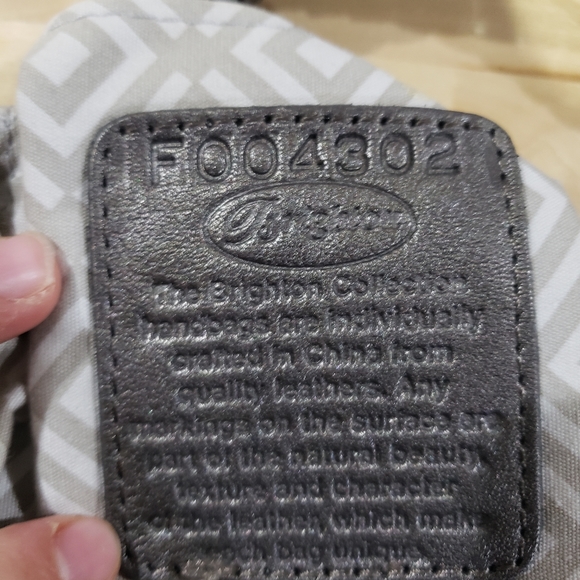 F004302
Brighton
The Brighton Collection
handbags are individually
crafted in China from
quality leathers. Any
markings on the surface are
part of the natural beauty,
texture and Character
of the leather, which make
each bag unique